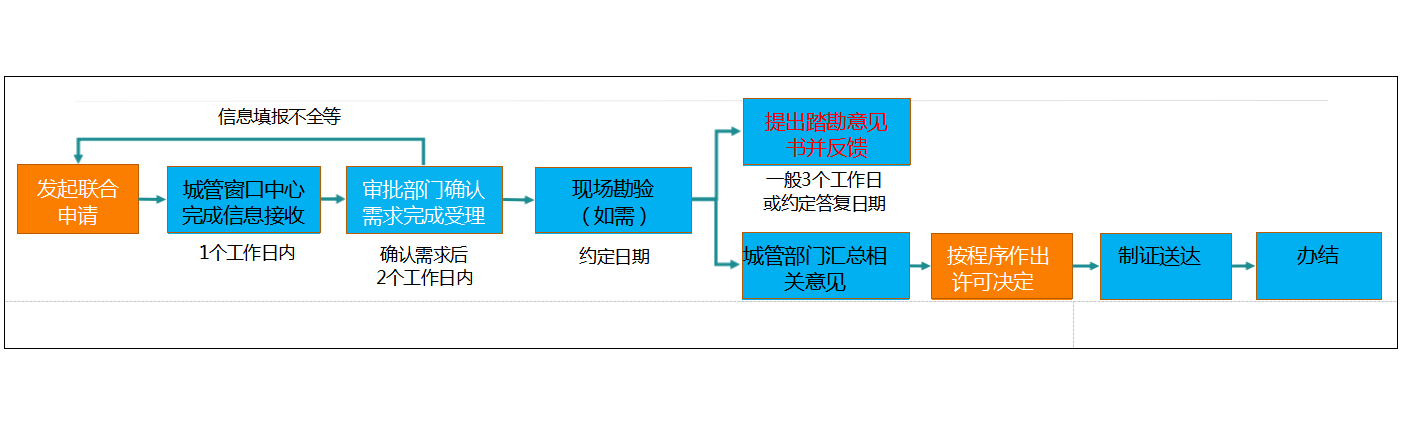 信息填报不全等
发起联合
申请
城管窗口中心
完成信息接收
1个工作日内
审批部门确认
需求完成受理
确认需求后
2个工作日内
现场勘验
（如需）
约定日期
提出踏勘意见
书并反馈
一般3个工作日
或约定答复日期
城管部门汇总相
关意见
按程序作出
许可决定
制证送达
办结